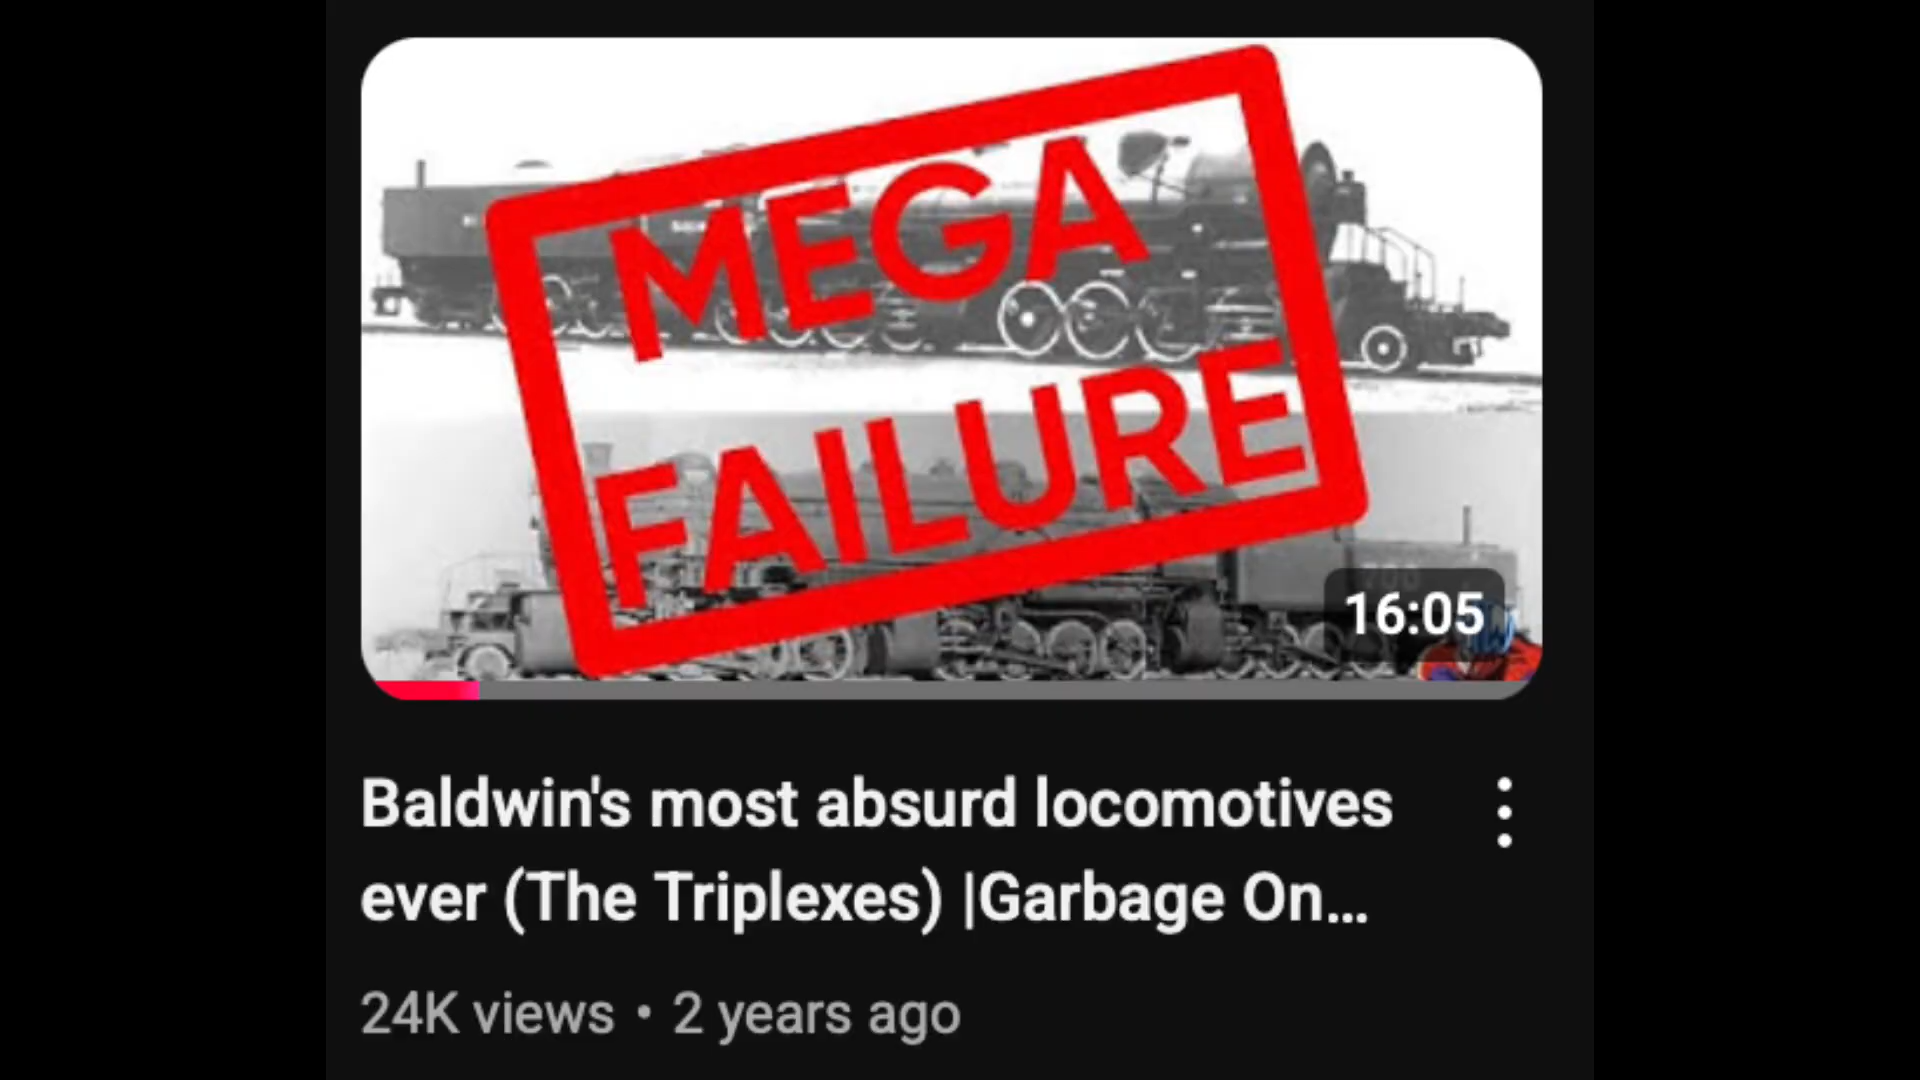 MEGA
FAILURE
16:05
Baldwin's most absurd locomotives
ever (The Triplexes) |Garbage On...
24K views • 2 years ago